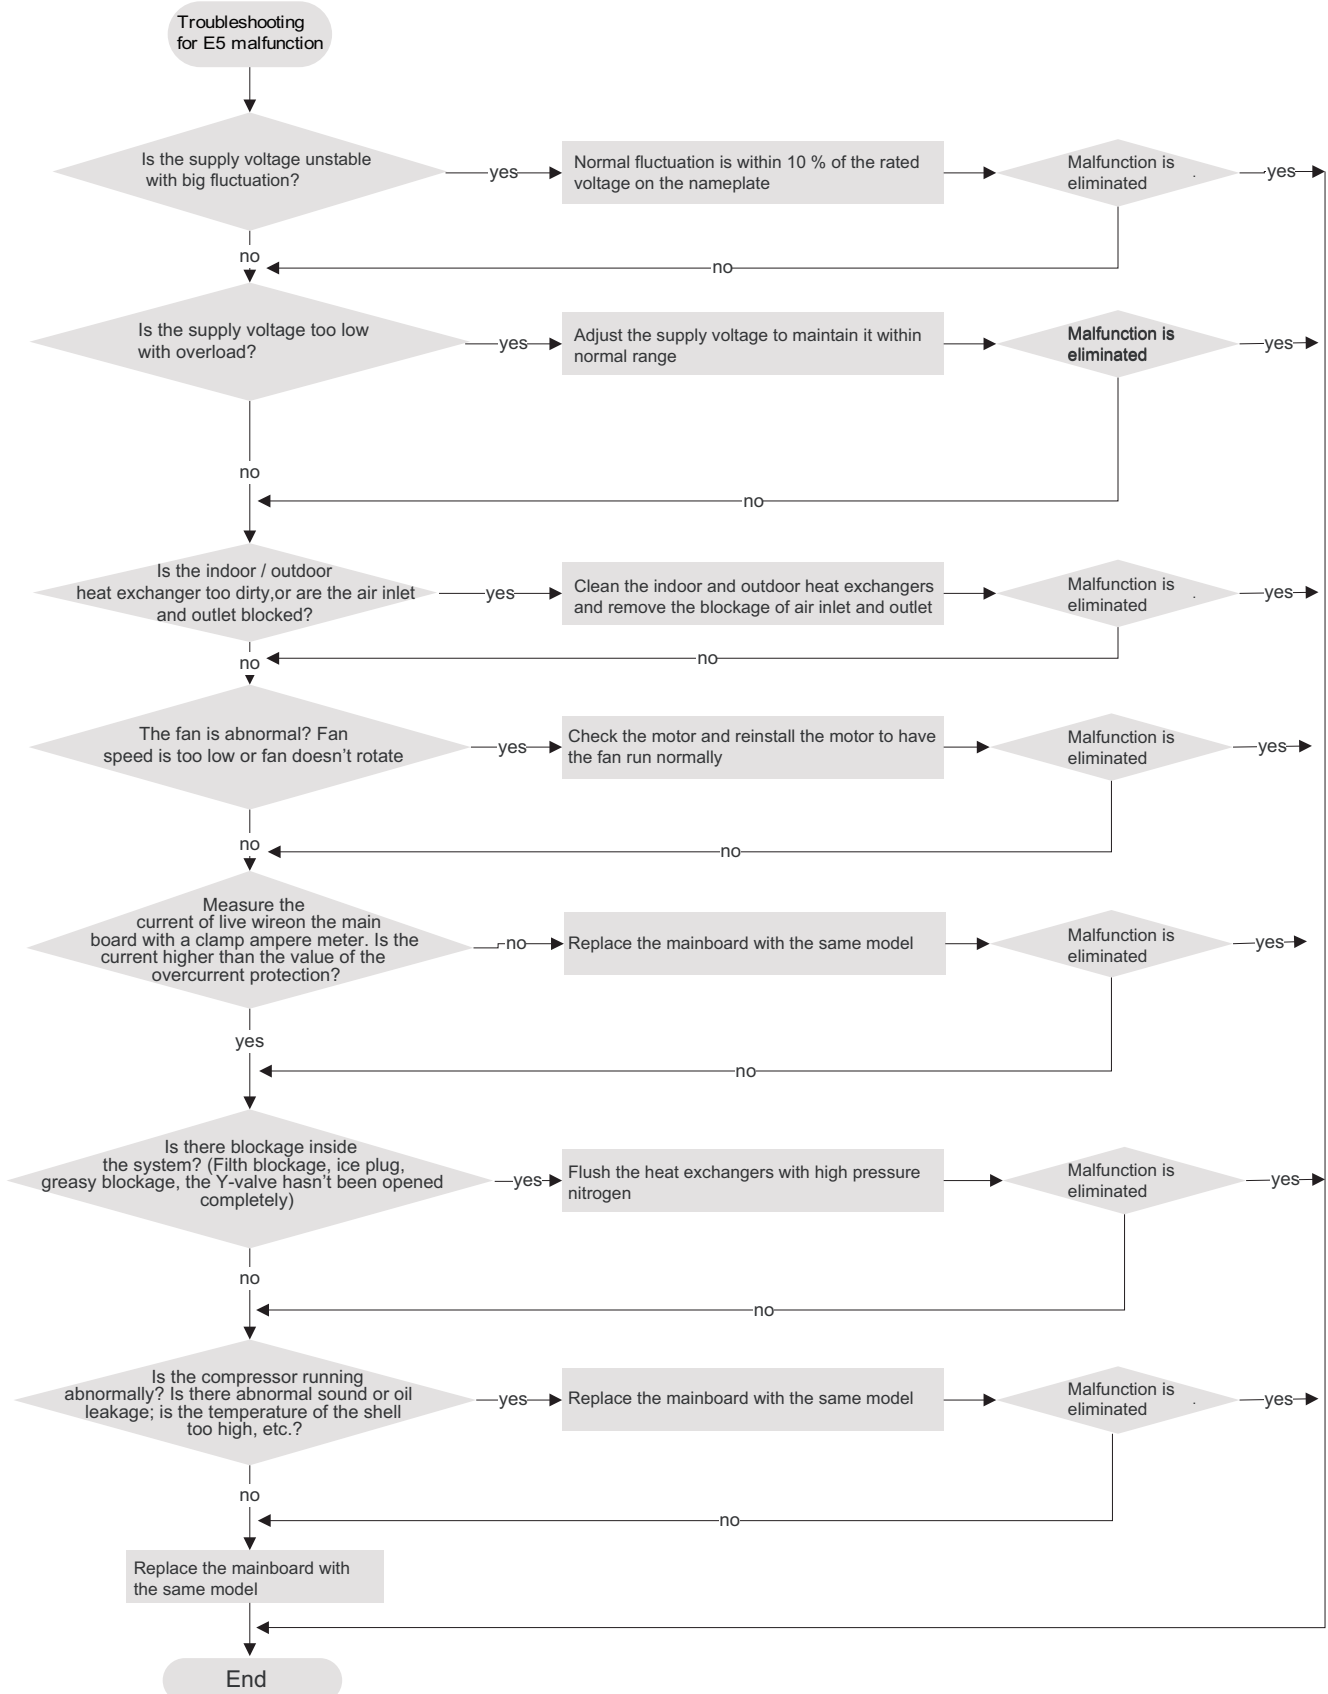 Troubleshooting
for E5 malfunction
Is the supply voltage unstable
with big fluctuation?
yes
Normal fluctuation is within 10 % of the rated
voltage on the nameplate
Malfunction is
eliminated
yes
no
no
Is the supply voltage too low
with overload?
yes
Adjust the supply voltage to maintain it within
normal range
Malfunction is
eliminated
yes
no
no
Is the indoor / outdoor
heat exchanger too dirty,or are the air inlet
and outlet blocked?
yes
Clean the indoor and outdoor heat exchangers
and remove the blockage of air inlet and outlet
Malfunction is
eliminated
yes
no
no
The fan is abnormal? Fan
speed is too low or fan doesn’t rotate
yes
Check the motor and reinstall the motor to have
the fan run normally
Malfunction is
eliminated
yes
no
no
Measure the
current of live wireon the main
board with a clamp ampere meter. Is the
current higher than the value of the
overcurrent protection?
no
Replace the mainboard with the same model
Malfunction is
eliminated
yes
yes
no
Is there blockage inside
the system? (Filth blockage, ice plug,
greasy blockage, the Y-valve hasn’t been opened
completely)
yes
Flush the heat exchangers with high pressure
nitrogen
Malfunction is
eliminated
yes
no
no
Is the compressor running
abnormally? Is there abnormal sound or oil
leakage; is the temperature of the shell
too high, etc.?
yes
Replace the mainboard with the same model
Malfunction is
eliminated
yes
no
no
Replace the mainboard with
the same model
End